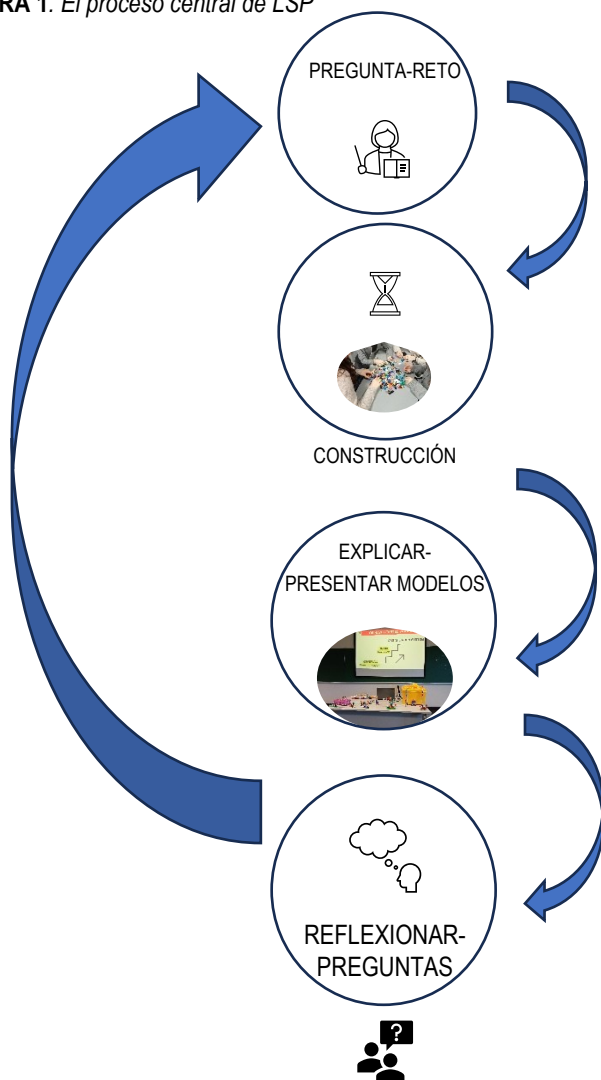 RA 1. El proceso central de LSP
PREGUNTA-RETO
CONSTRUCCIÓN
EXPLICAR-
PRESENTAR MODELOS
REFLEXIONAR-
PREGUNTAS
?